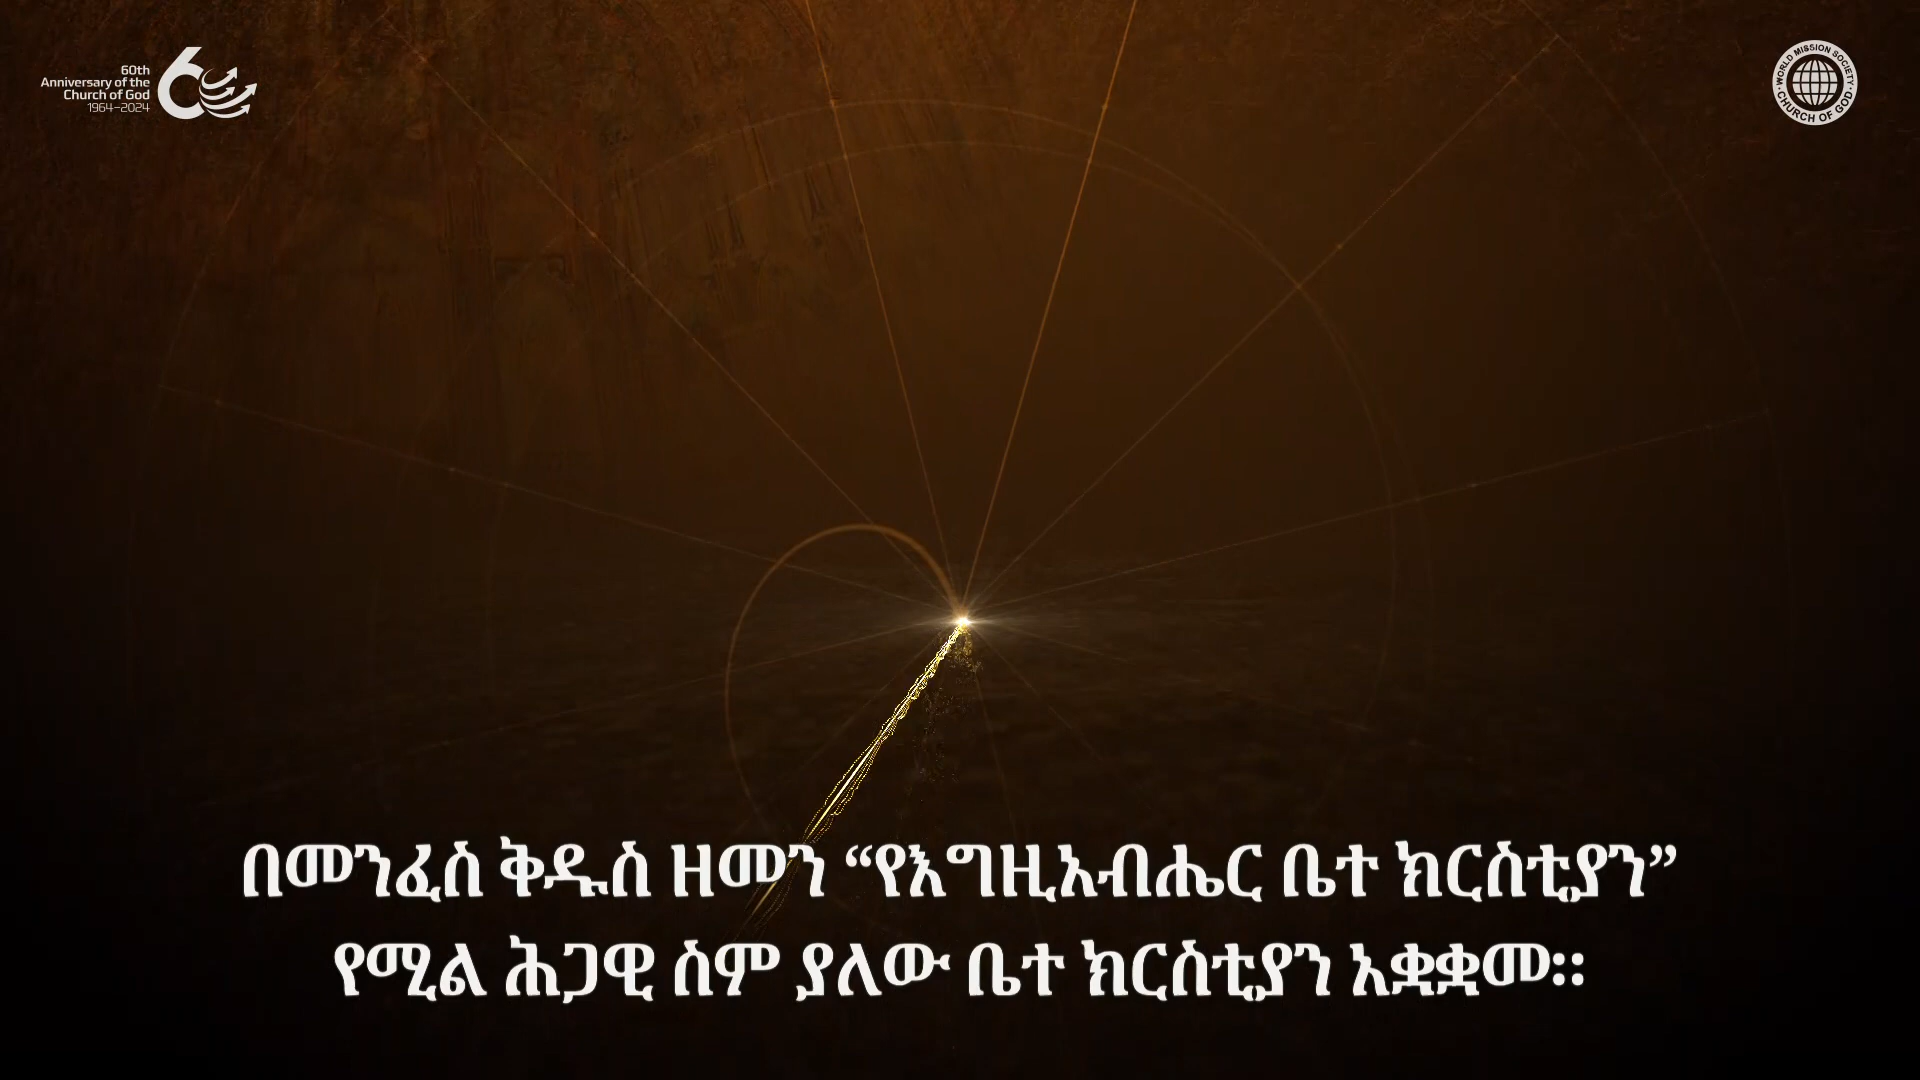 60th
Anniversary of the
Church of God
1964–2024
60
WORLD MISSION SOCIETY
CHURCH OF GOD
በመንፈስ ቅዱስ ዘመን “የእግዚአብሔር ቤተ ክርስቲያን”
የሚል ሕጋዊ ስም ያለው ቤተ ክርስቲያን አቋቋመ።